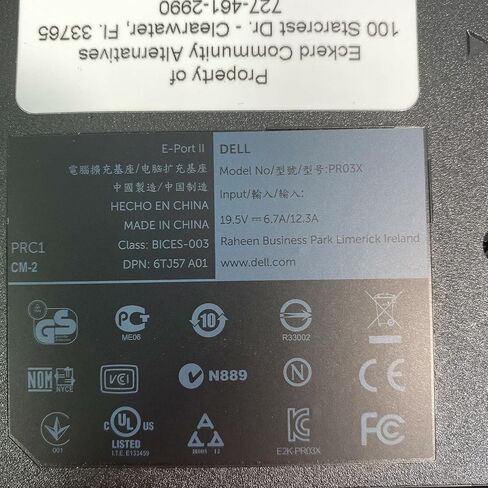 Property of
Eckerd Community Alternatives
100 Starcrest Dr. - Clearwater, Fl. 33765
727-461-2990
E-Port II
電腦擴充基座/电脑扩充基座
中國製造/中国制造
HECHO EN CHINA
MADE IN CHINA
Class: BICES-003
DPN: 6TJ57 A01
PRC1
CM-2
DELL
Model No/型號/型号:PR03X
Input/輸入/输入:
19.5V⎓6.7A/12.3A
Raheen Business Park Limerick Ireland
www.dell.com
GS
PCT
ME06
10
R33002
NOM
NYCE
VCI
N889
N
CE
001
C UL US
LISTED
I.T.E. E133459
E2K-PR03X
FC